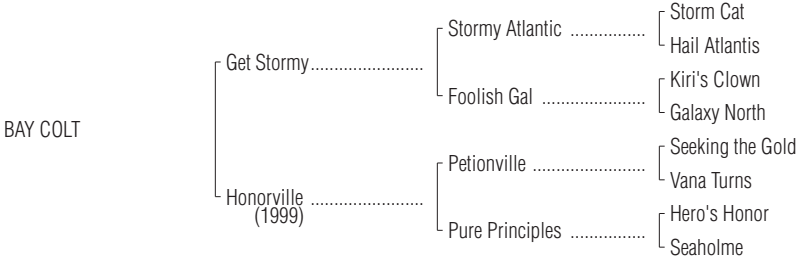 Storm Cat
Stormy Atlantic ................
Hail Atlantis
Get Stormy........................
Kiri's Clown
Foolish Gal ......................
Galaxy North
BAY COLT
Seeking the Gold
Petionville ........................
Vana Turns
Honorville ........................
(1999)
Hero's Honor
Pure Principles ................
Seaholme